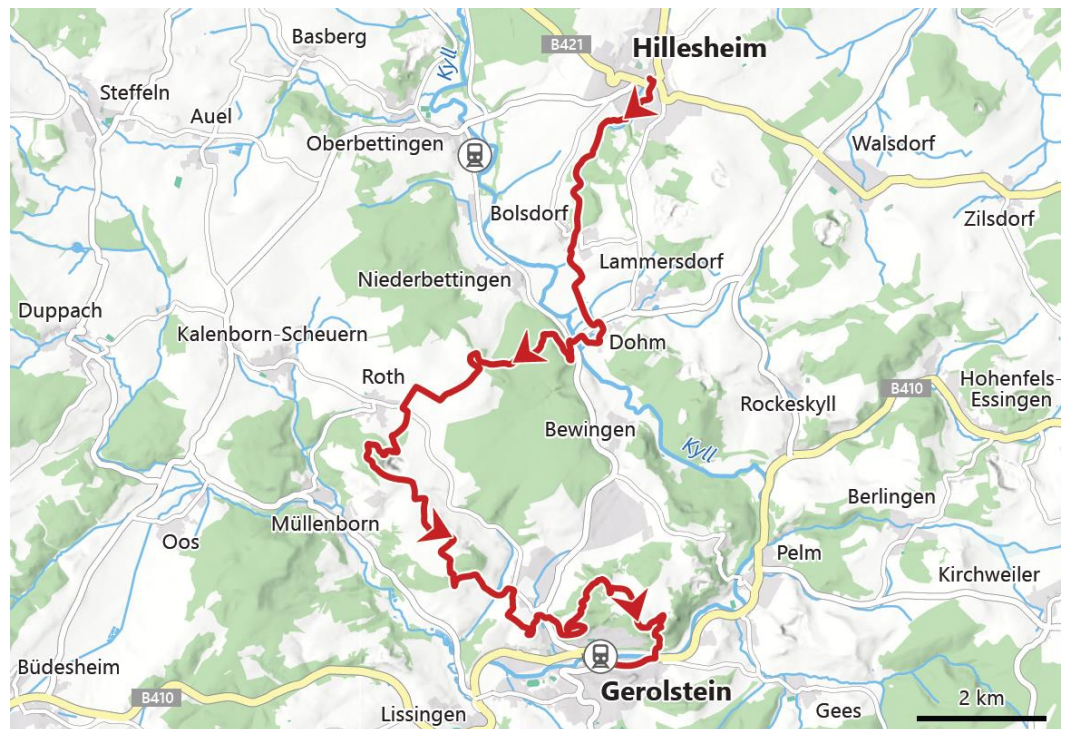 Basberg
B421
Hillesheim
Kyll
Steffeln
Auel
Oberbettingen
Walsdorf
Bolsdorf
Zilsdorf
Lammersdorf
Niederbettingen
Duppach
Kalenborn-Scheuern
Dohm
Roth
B410
Hohenfels-
Essingen
Rockeskyll
Bewingen
Kyll
Berlingen
Müllenborn
Oos
Pelm
Kirchweiler
Büdesheim
B410
Gerolstein
2 km
Lissingen
Gees